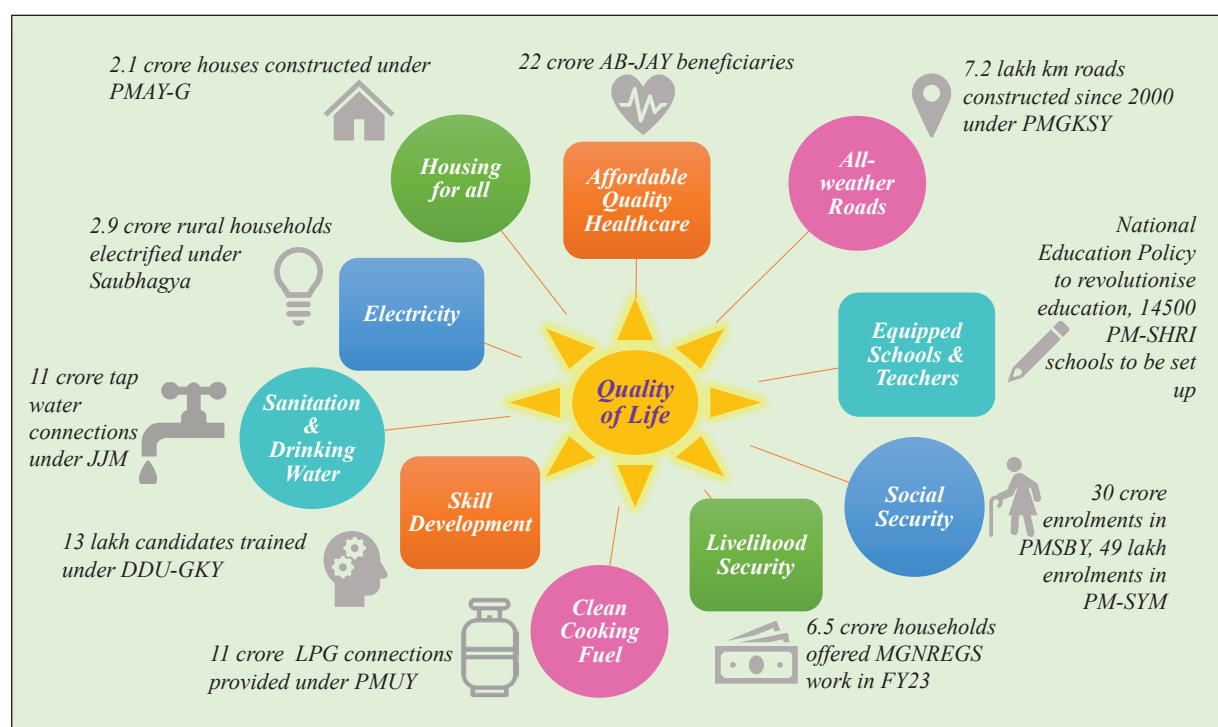 2.1 crore houses constructed under
PMAY-G
22 crore AB-JAY beneficiaries
7.2 lakh km roads
constructed since 2000
under PMGKSY
Housing
for all
Affordable
Quality
Healthcare
All-
weather
Roads
2.9 crore rural households
electrified under
Saubhagya
Electricity
National
Education Policy
to revolutionise
education, 14500
PM-SHRI
schools to be set
up
Equipped
Schools &
Teachers
Quality
of Life
11 crore tap
water
connections
under JJM
Sanitation
&
Drinking
Water
Skill
Development
Social
Security
30 crore
enrolments in
PMSBY, 49 lakh
enrolments in
PM-SYM
13 lakh candidates trained
under DDU-GKY
Livelihood
Security
Clean
Cooking
Fuel
11 crore  LPG connections
provided under PMUY
6.5 crore households
offered MGNREGS
work in FY23